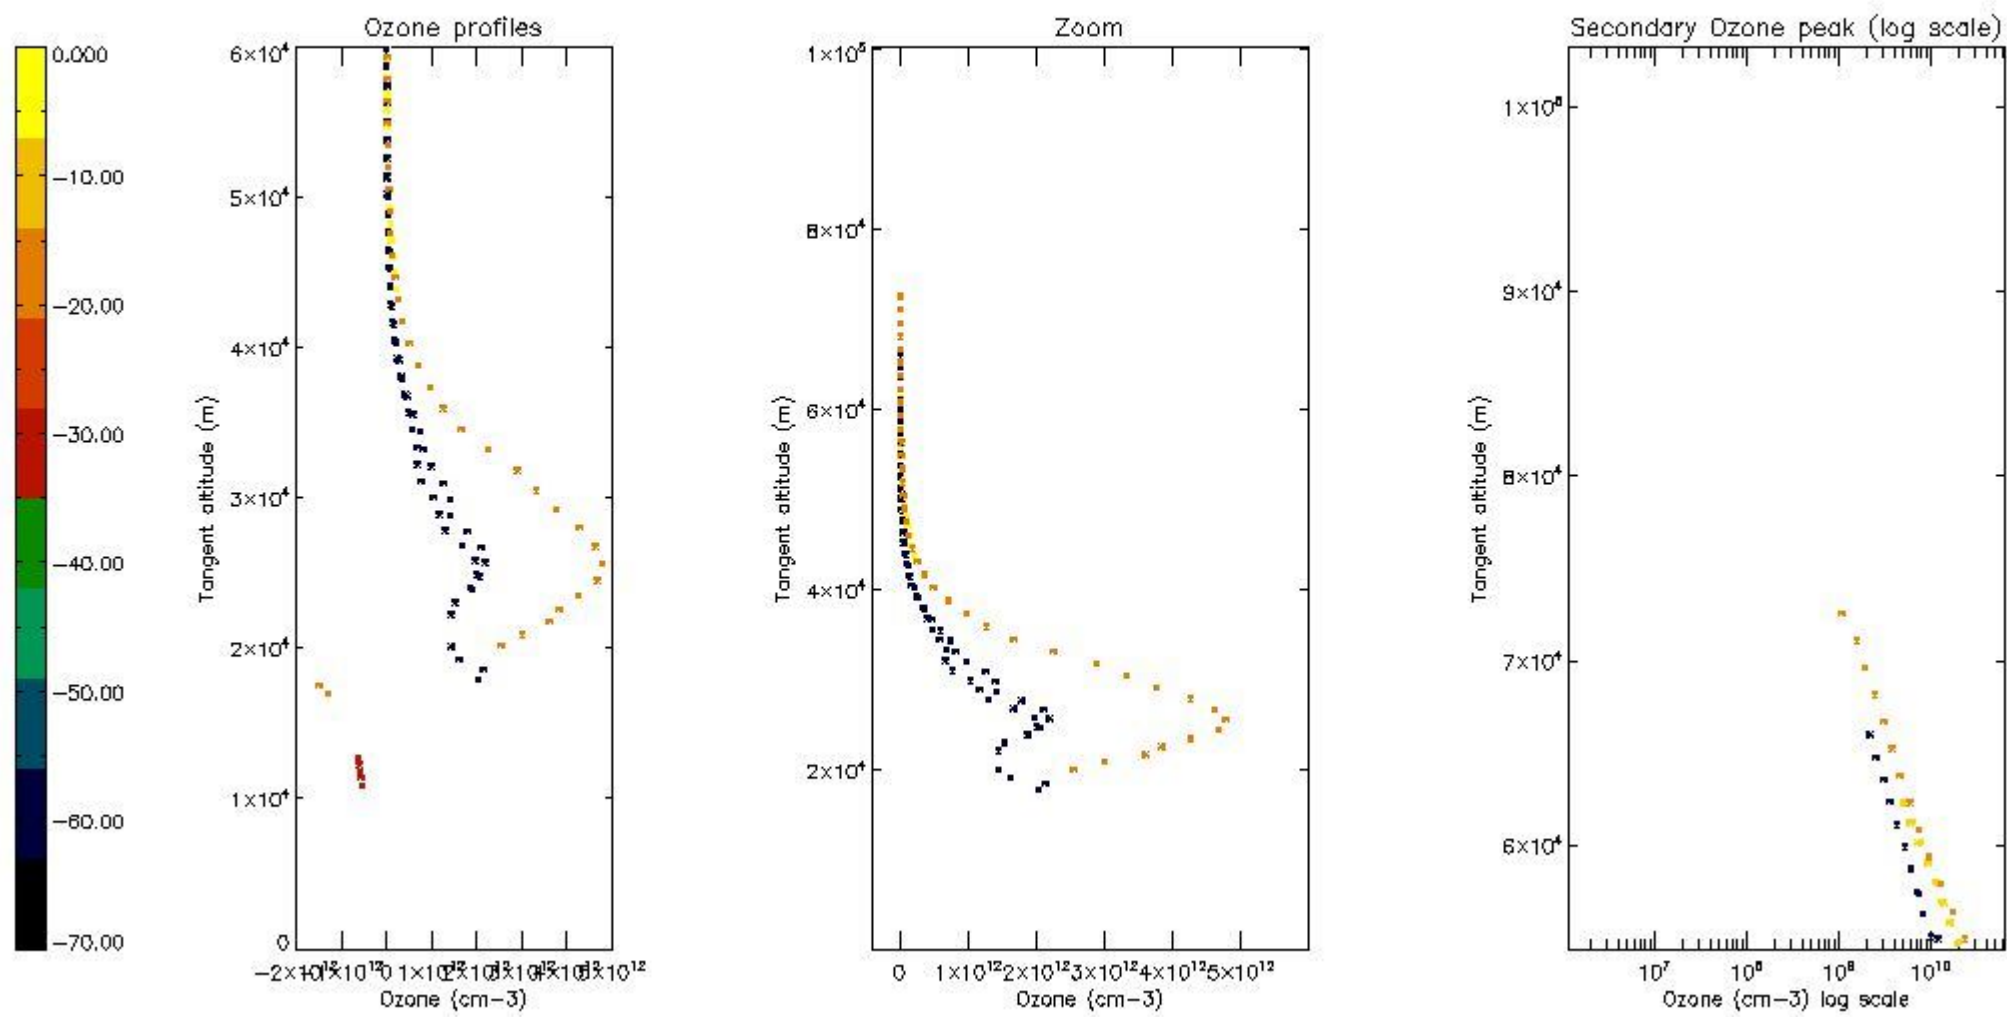 Ozone profiles
Zoom
Secondary Ozone peak (log scale)
0.000
−10.00
−20.00
−30.00
−40.00
−50.00
−60.00
−70.00
6×10⁴
5×10⁴
4×10⁴
3×10⁴
2×10⁴
1×10⁴
0
Tangent altitude (m)
−2×10¹²
0
Ozone (cm−3)
1×10⁵
8×10⁴
6×10⁴
4×10⁴
2×10⁴
Tangent altitude (m)
0 1×10¹² 2×10¹² 3×10¹² 4×10¹² 5×10¹²
Ozone (cm−3)
9×10⁴
8×10⁴
7×10⁴
6×10⁴
Tangent altitude (m)
10⁷ 10⁸ 10⁹ 10¹⁰
Ozone (cm−3) log scale